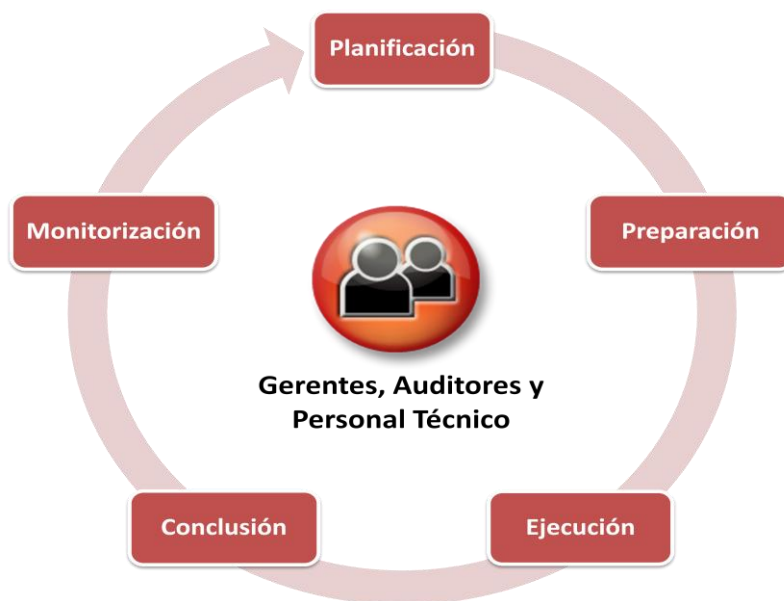 Planificación
Preparación
Ejecución
Conclusión
Monitorización
Gerentes, Auditores y
Personal Técnico